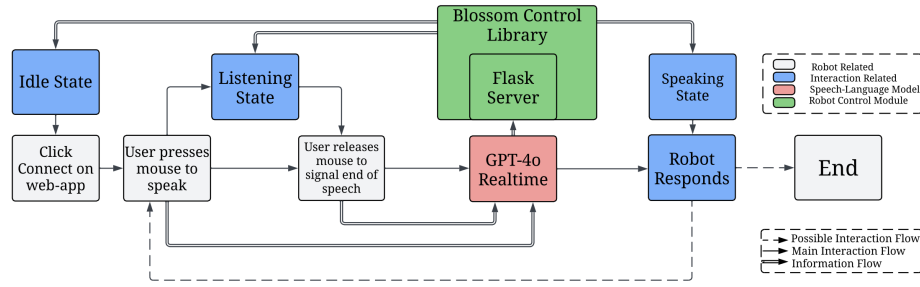 Blossom Control
Library
Idle State
Listening
State
Flask
Server
Speaking
State
Robot Related
Interaction Related
Speech-Language Model
Robot Control Module
Click
Connect on
web-app
User presses
mouse to
speak
User releases
mouse to
signal end of
speech
GPT-4o
Realtime
Robot
Responds
End
Possible Interaction Flow
Main Interaction Flow
Information Flow